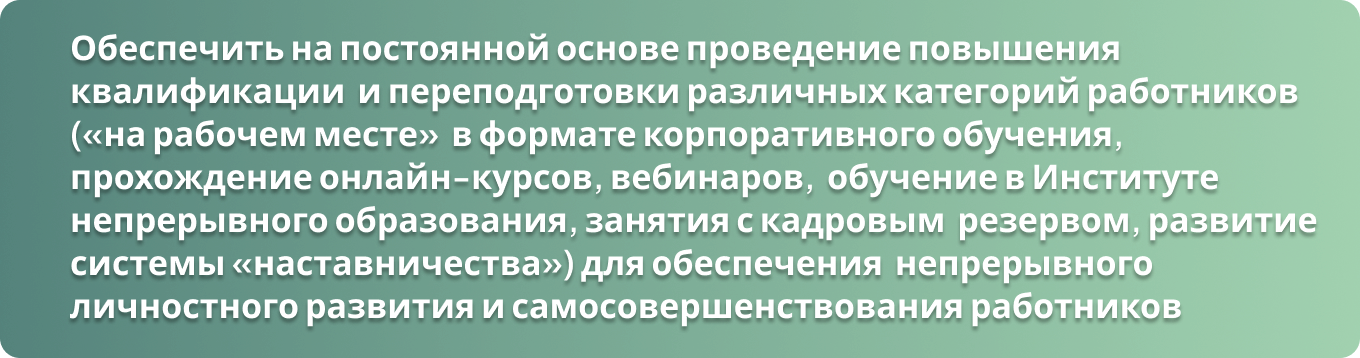 Обеспечить на постоянной основе проведение повышения
квалификации и переподготовки различных категорий работников
(«на рабочем месте» в формате корпоративного обучения,
прохождение онлайн-курсов, вебинаров, обучение в Институте
непрерывного образования, занятия с кадровым резервом, развитие
системы «наставничества») для обеспечения непрерывного
личностного развития и самосовершенствования работников